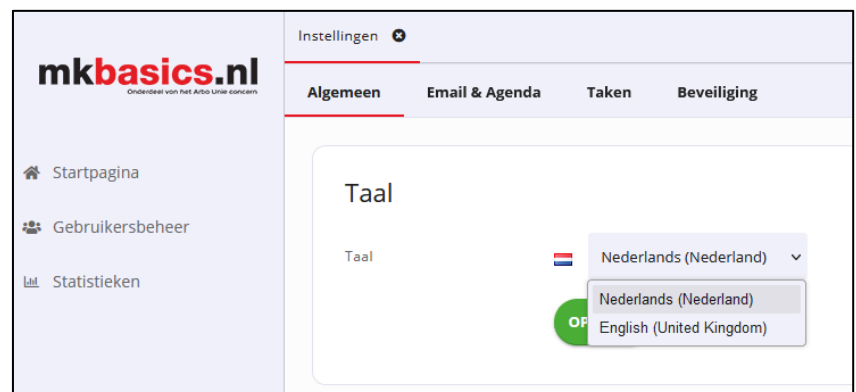 Instellingen
mkbasics.nl
Onderdeel van het Arbo Unie concern
Algemeen Email & Agenda Taken Beveiliging
Startpagina
Gebruikersbeheer
Statistieken
Taal
Taal Nederlands (Nederland)
Nederlands (Nederland)
English (United Kingdom)